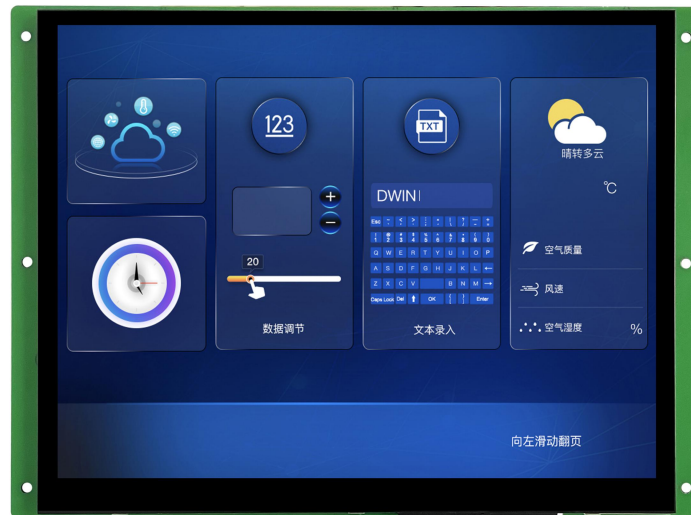 123
20
数据调节
TXT
DWIN
Esc
Q W E R T Y U I O P
A S D F G H J K L ←
Z X C V B N M →
Caps Lock Del OK Enter
文本录入
晴转多云
℃
空气质量
风速
空气湿度 %
向左滑动翻页